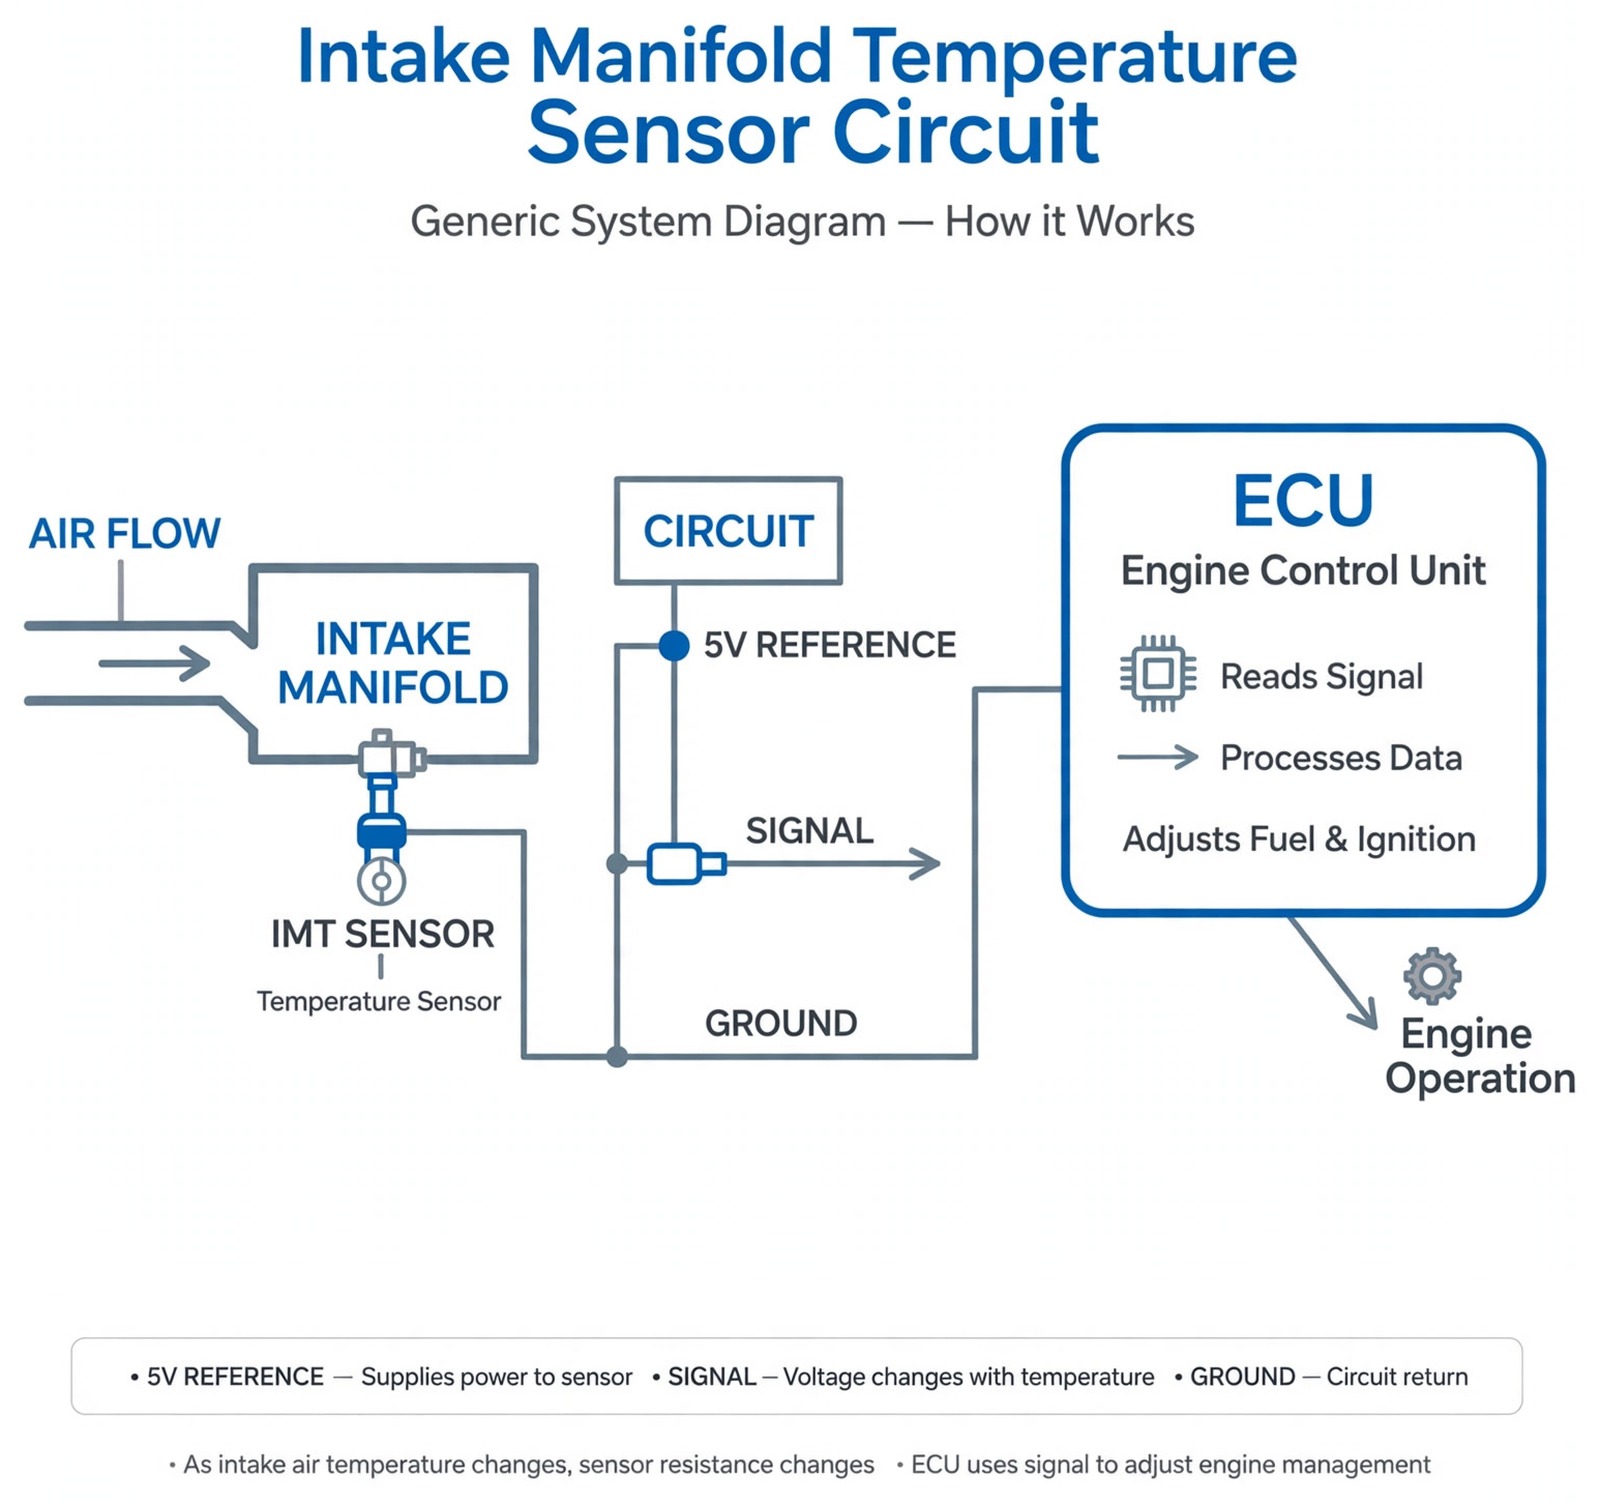 Intake Manifold Temperature
Sensor Circuit
Generic System Diagram — How it Works
AIR FLOW
INTAKE
MANIFOLD
IMT SENSOR
Temperature Sensor
CIRCUIT
5V REFERENCE
SIGNAL
GROUND
ECU
Engine Control Unit
Reads Signal
Processes Data
Adjusts Fuel & Ignition
Engine
Operation
• 5V REFERENCE — Supplies power to sensor • SIGNAL – Voltage changes with temperature • GROUND — Circuit return
• As intake air temperature changes, sensor resistance changes • ECU uses signal to adjust engine management